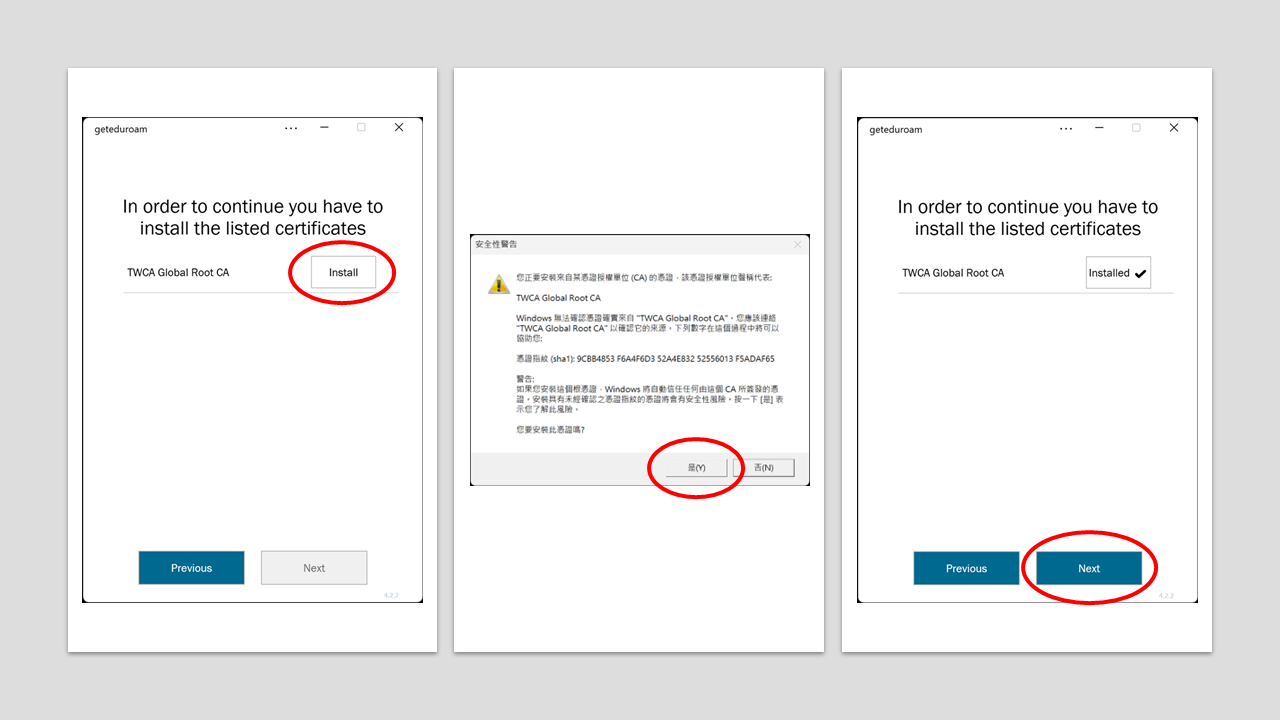 geteduroam
In order to continue you have to
install the listed certificates
TWCA Global Root CA
Install
Previous
Next
4.2.2
安全性警告
您正要安裝來自某憑證授權單位 (CA) 的憑證，該憑證授權單位聲稱代表:
TWCA Global Root CA
Windows 無法確認憑證確實來自 "TWCA Global Root CA"。您應該連絡
"TWCA Global Root CA" 以確認它的來源。下列數字在這個過程中將可以
協助您:
憑證指紋 (sha1): 9CBB4853 F6A4F6D3 52A4E832 52556013 F5ADAF65
警告:
如果您安裝這個根憑證，Windows 將自動信任任何由這個 CA 所簽發的憑
證。安裝具有未經確認之憑證指紋的憑證將會有安全性風險。按一下 [是] 表
示您了解此風險。
您要安裝此憑證嗎?
是(Y)
否(N)
geteduroam
In order to continue you have to
install the listed certificates
TWCA Global Root CA
Installed
Previous
Next
4.2.2